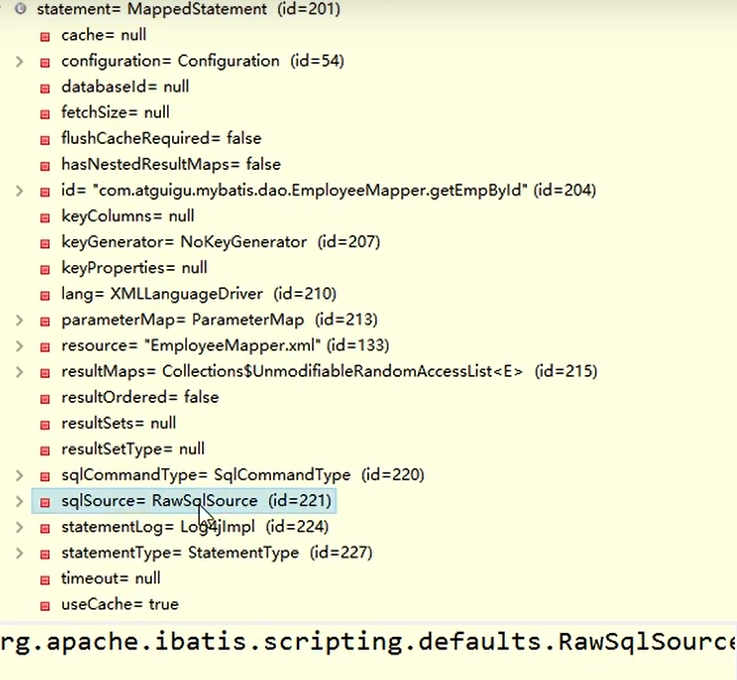 statement= MappedStatement (id=201)
cache= null
configuration= Configuration (id=54)
databaseId= null
fetchSize= null
flushCacheRequired= false
hasNestedResultMaps= false
id= "com.atguigu.mybatis.dao.EmployeeMapper.getEmpById" (id=204)
keyColumns= null
keyGenerator= NoKeyGenerator (id=207)
keyProperties= null
lang= XMLLanguageDriver (id=210)
parameterMap= ParameterMap (id=213)
resource= "EmployeeMapper.xml" (id=133)
resultMaps= Collections$UnmodifiableRandomAccessList<E> (id=215)
resultOrdered= false
resultSets= null
resultSetType= null
sqlCommandType= SqlCommandType (id=220)
sqlSource= RawSqlSource (id=221)
statementLog= Log4jImpl (id=224)
statementType= StatementType (id=227)
timeout= null
useCache= true
rg.apache.ibatis.scripting.defaults.RawSqlSource